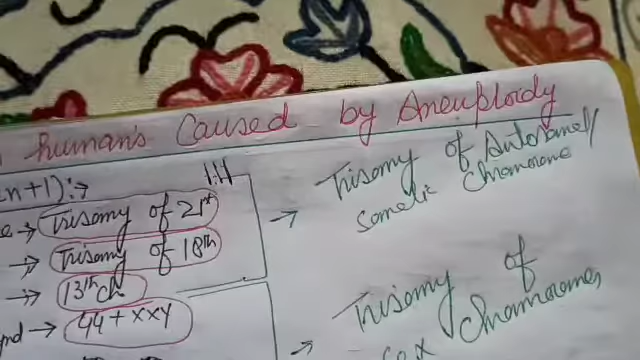 humans Caused by Aneuploidy
2n+1):→
Trisomy of Autosomal/
Somatic Chromosome
→ Trisomy of 21st →
→ Trisomy of 18th
→ 13th ch
→ 44 + XXY
Trisomy of
→ Sex Chromosomes